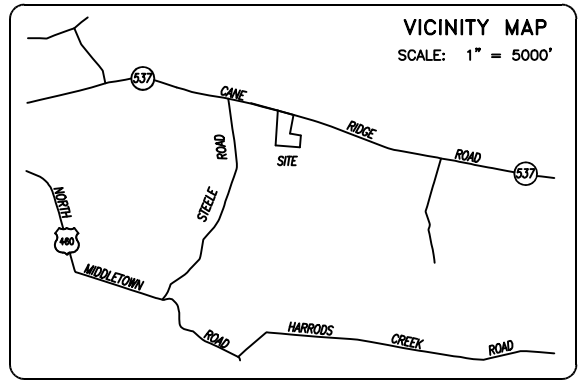 VICINITY MAP
SCALE: 1" = 5000'
537
CANE RIDGE ROAD
537
SITE
STEELE ROAD
NORTH MIDDLETOWN ROAD
460
HARRODS CREEK ROAD